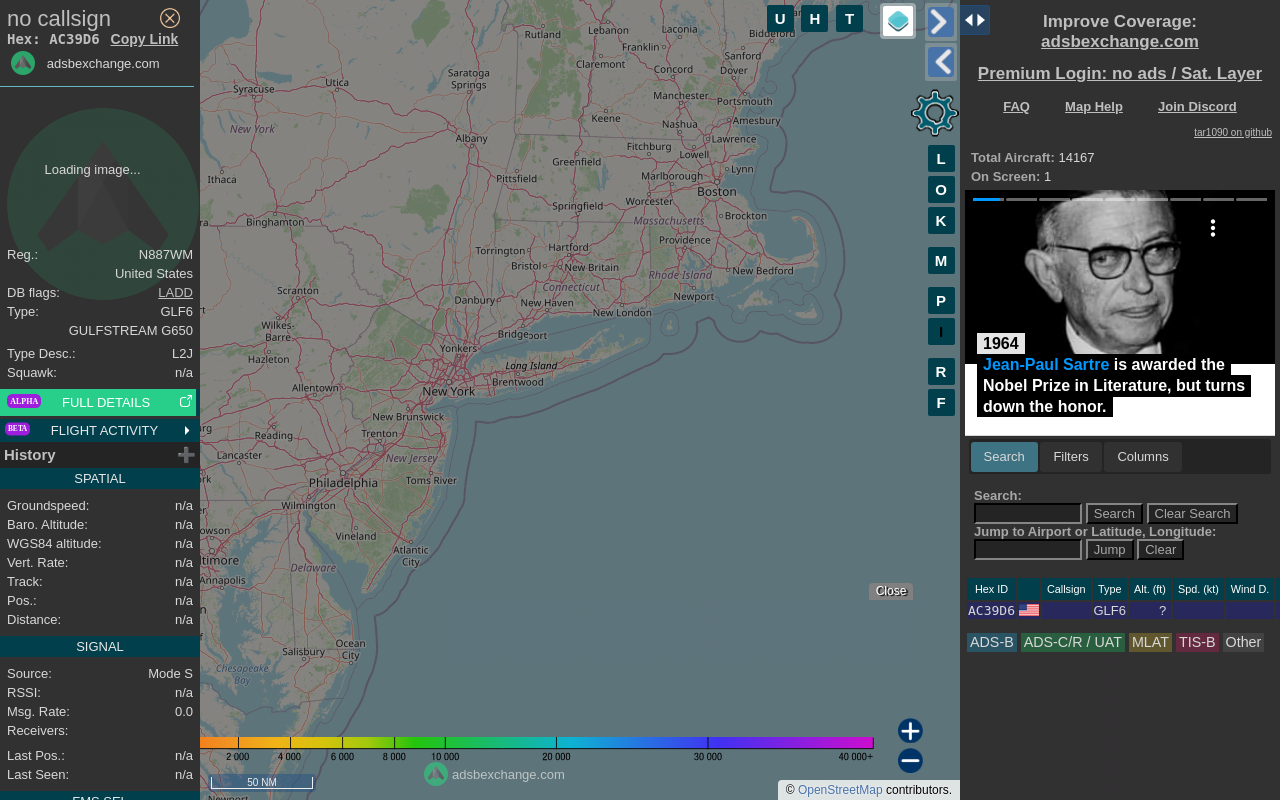 no callsign
Hex: AC39D6 Copy Link
adsbexchange.com
Loading image...
Reg.: N887WM
United States
DB flags: LADD
Type: GLF6
GULFSTREAM G650
Type Desc.: L2J
Squawk: n/a
ALPHA FULL DETAILS
BETA FLIGHT ACTIVITY
History
SPATIAL
Groundspeed: n/a
Baro. Altitude: n/a
WGS84 altitude: n/a
Vert. Rate: n/a
Track: n/a
Pos.: n/a
Distance: n/a
SIGNAL
Source: Mode S
RSSI: n/a
Msg. Rate: 0.0
Receivers:
Last Pos.: n/a
Last Seen: n/a
FMS SEL
U H T
L
O
K
M
P
I
R
F
Rutland
Lebanon
Laconia
Franklin
Biddeford
Claremont
Sanford
Concord
Dover
Utica
Saratoga
Springs
Syracuse
Manchester
Portsmouth
Keene
Nashua
Amesbury
New York
Albany
Lawrence
Fitchburg
Lowell
Greenfield
Lynn
Ithaca
Pittsfield
Marlborough
Boston
Worcester
Springfield
Massachusetts
Brockton
Binghamton
Providence
Torrington
Hartford
Bristol
New Britain
Rhode Island
New Bedford
Connecticut
Scranton
Danbury
New Haven
Newport
New London
Wilkes-
Barre
Bridgeport
Yonkers
Hazleton
Long Island
Brentwood
Allentown
New York
New Brunswick
Reading
Trenton
Lancaster
New Jersey
Toms River
Philadelphia
Wilmington
Vineland
Atlantic
City
Annapolis
Delaware
Ocean
City
Salisbury
Chesapeake
Bay
Close
2 000 4 000 6 000 8 000 10 000 20 000 30 000 40 000+
50 NM
adsbexchange.com
© OpenStreetMap contributors.
Improve Coverage:
adsbexchange.com
Premium Login: no ads / Sat. Layer
FAQ Map Help Join Discord
tar1090 on github
Total Aircraft: 14167
On Screen: 1
1964
Jean-Paul Sartre is awarded the
Nobel Prize in Literature, but turns
down the honor.
Search Filters Columns
Search:
Search Clear Search
Jump to Airport or Latitude, Longitude:
Jump Clear
Hex ID Callsign Type Alt. (ft) Spd. (kt) Wind D.
AC39D6 GLF6 ?
ADS-B ADS-C/R / UAT MLAT TIS-B Other